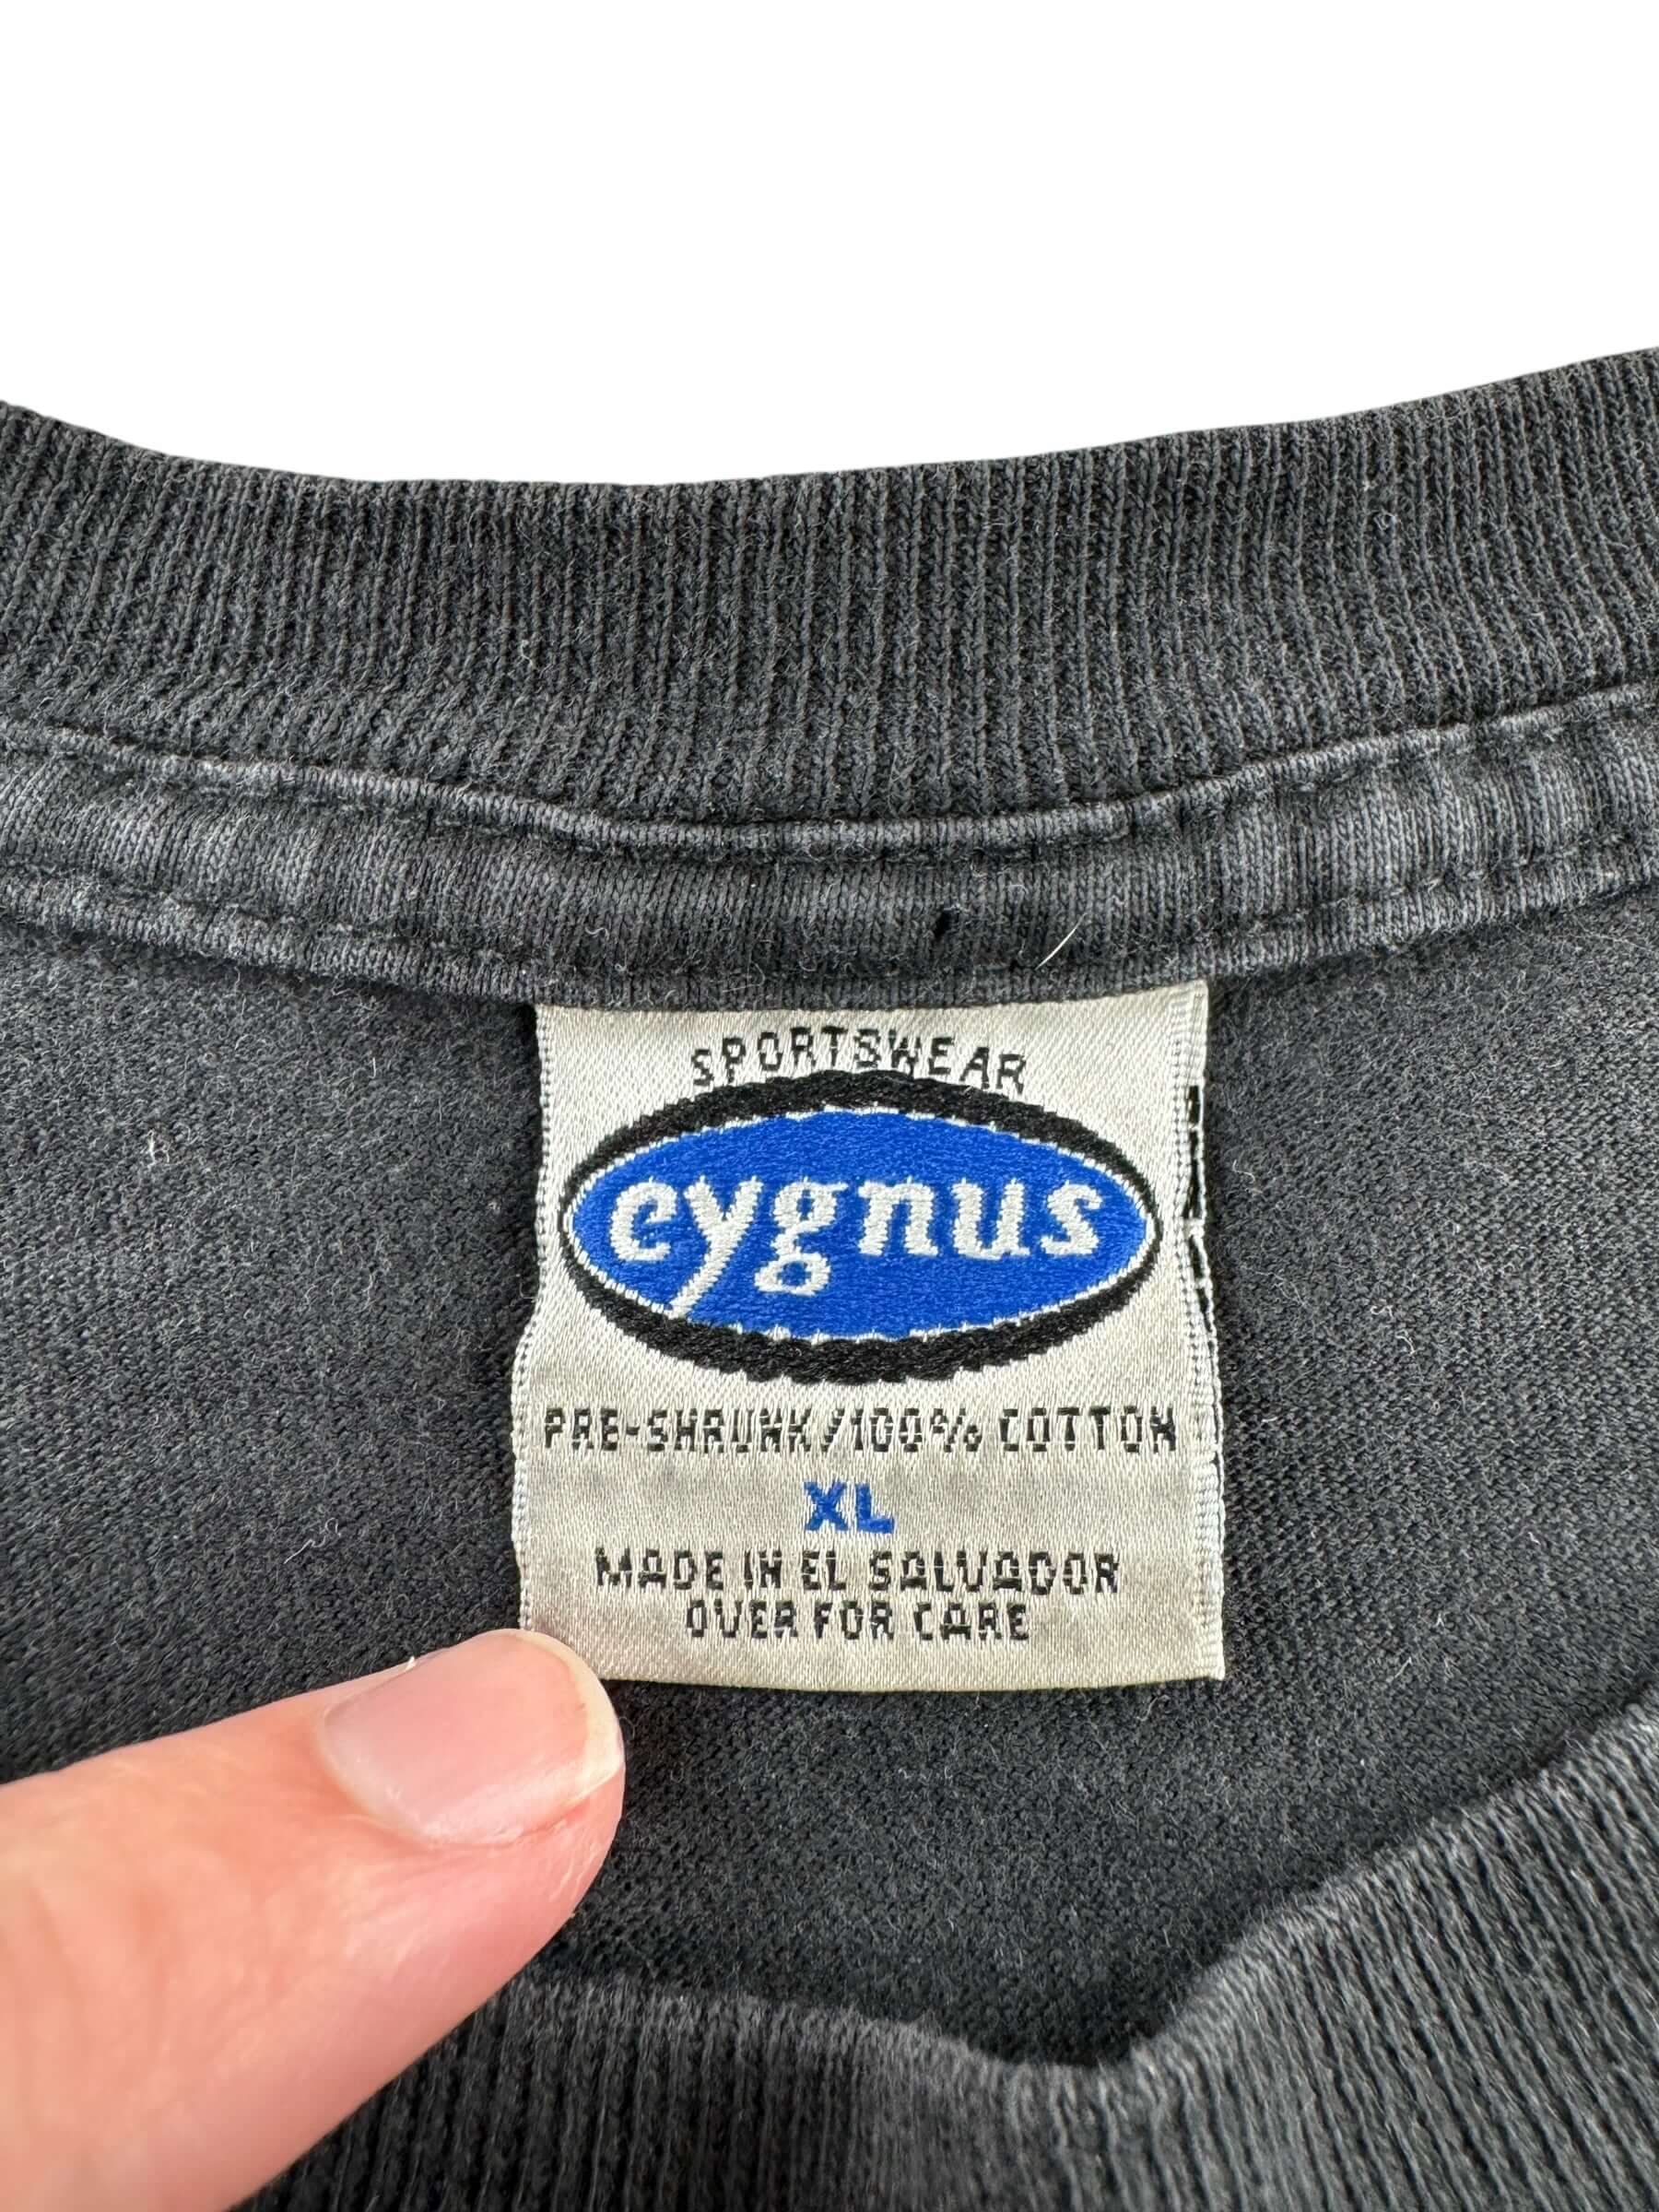 SPORTSWEAR
cygnus
PRE-SHRUNK/100% COTTON
XL
MADE IN EL SALVADOR
OVER FOR CARE